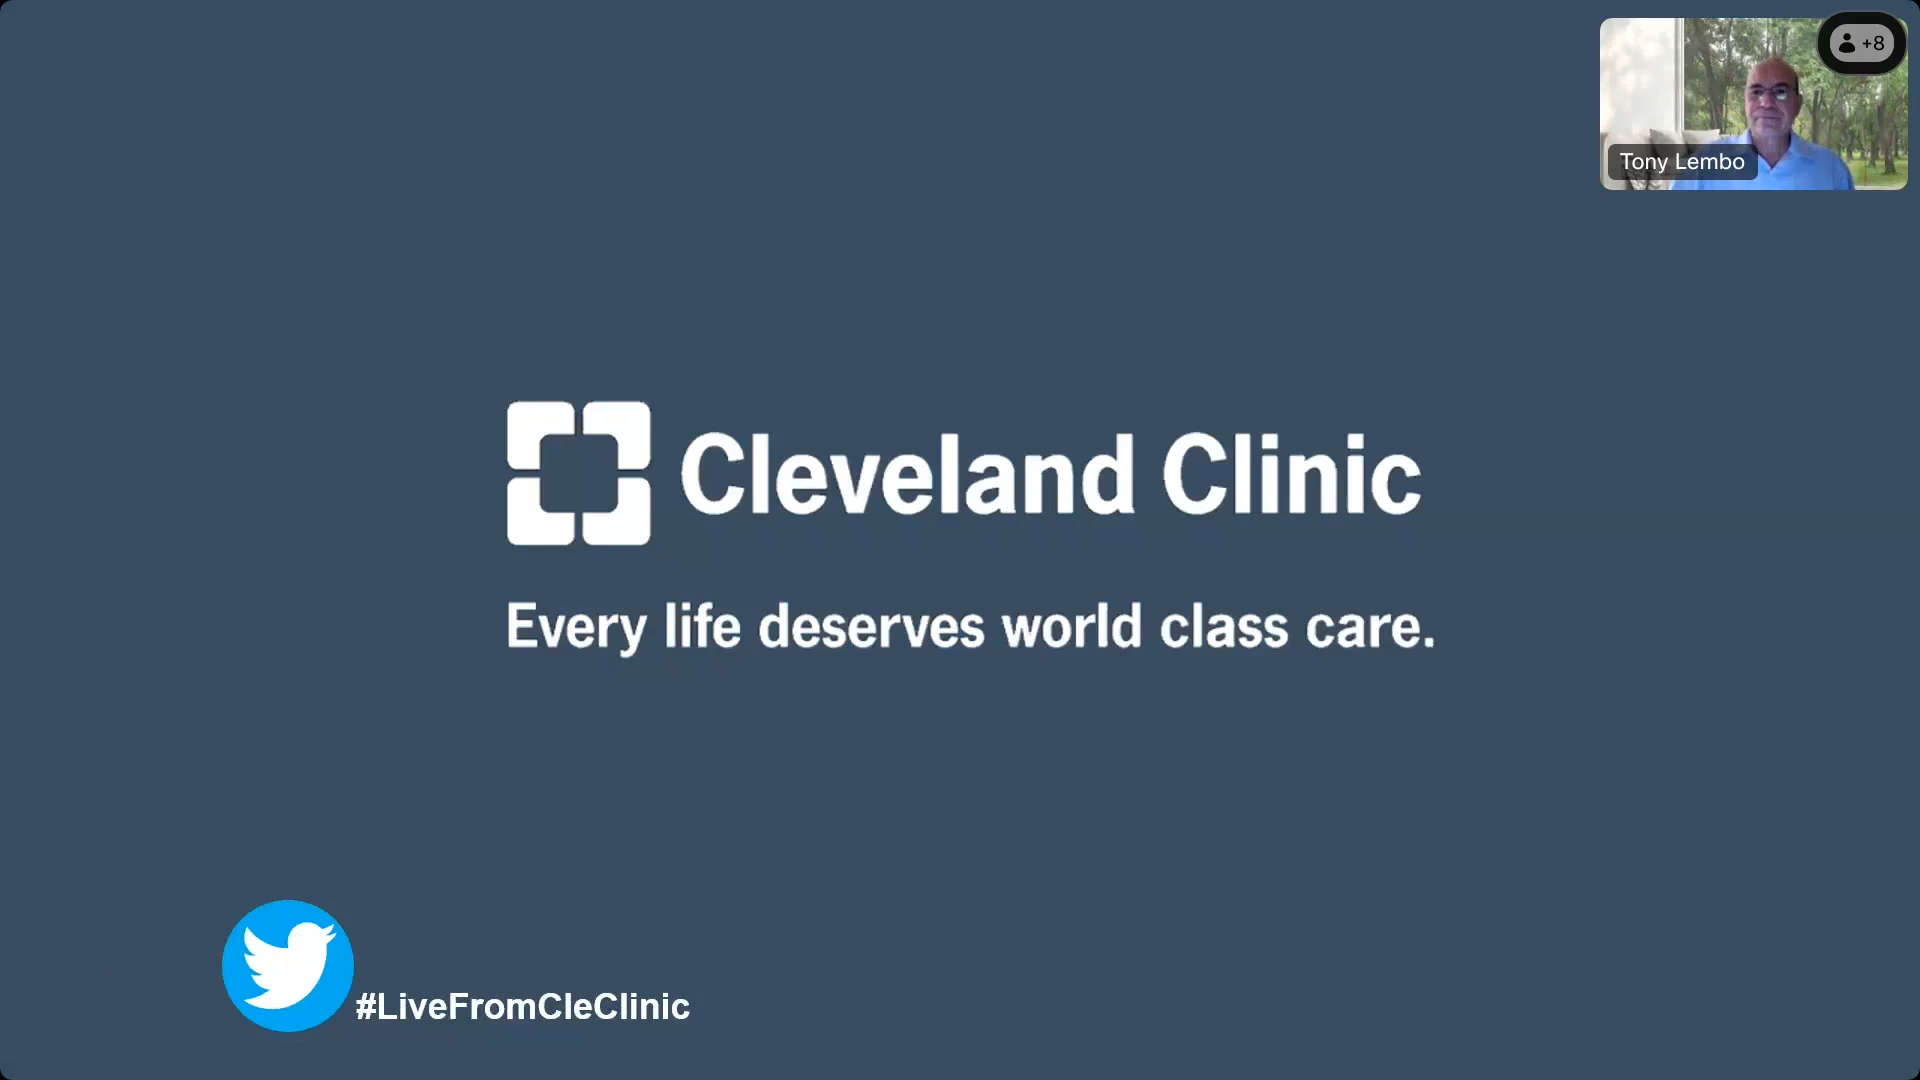 +8
Tony Lembo
Cleveland Clinic
Every life deserves world class care.
#LiveFromCleClinic